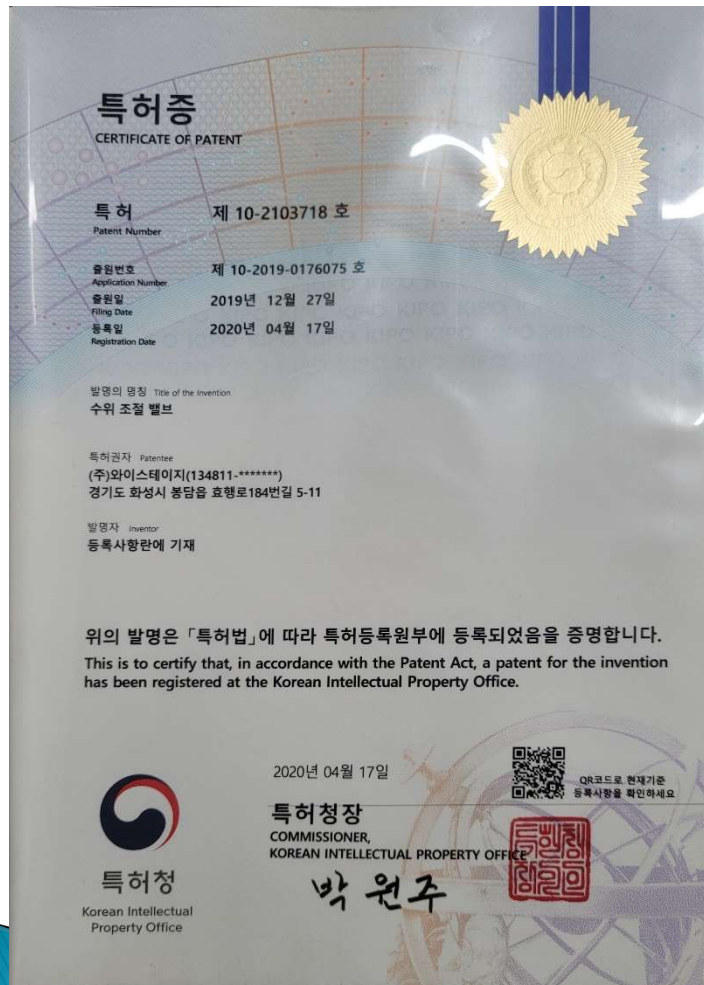 특허증
CERTIFICATE OF PATENT
특허 제 10-2103718 호
Patent Number
출원번호 제 10-2019-0176075 호
Application Number
출원일 2019년 12월 27일
Filing Date
등록일 2020년 04월 17일
Registration Date
발명의 명칭 Title of the Invention
수위 조절 밸브
특허권자 Patentee
(주)와이스테이지(134811-*******)
경기도 화성시 봉담읍 효행로184번길 5-11
발명자 Inventor
등록사항란에 기재
위의 발명은 「특허법」에 따라 특허등록원부에 등록되었음을 증명합니다.
This is to certify that, in accordance with the Patent Act, a patent for the invention
has been registered at the Korean Intellectual Property Office.
2020년 04월 17일
QR코드로 현재기준
등록사항을 확인하세요
특허청장
COMMISSIONER,
KOREAN INTELLECTUAL PROPERTY OFFICE
박원주
특허청
Korean Intellectual
Property Office